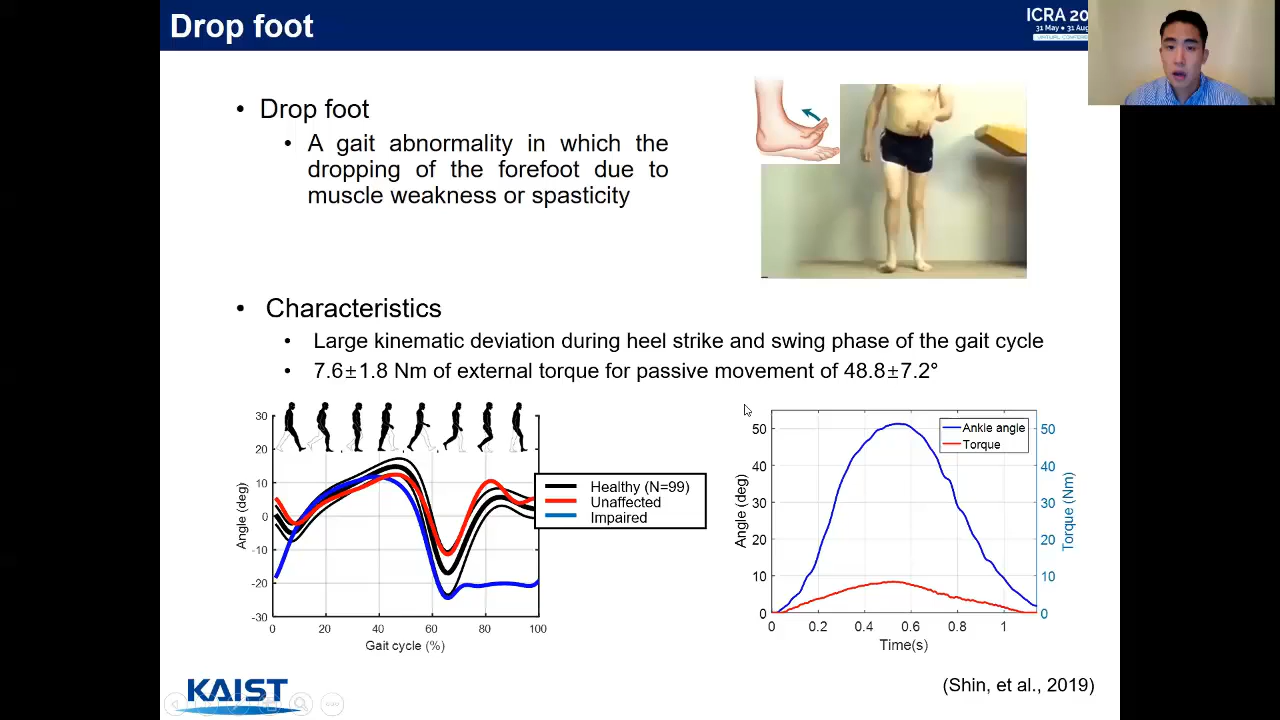 Drop foot
ICRA 20
31 May • 31 Aug
• Drop foot
• A gait abnormality in which the
dropping of the forefoot due to
muscle weakness or spasticity
• Characteristics
• Large kinematic deviation during heel strike and swing phase of the gait cycle
• 7.6±1.8 Nm of external torque for passive movement of 48.8±7.2°
30
20
10
0
-10
-20
-30
Angle (deg)
0 20 40 60 80 100
Gait cycle (%)
Healthy (N=99)
Unaffected
Impaired
50
40
30
20
10
0
Angle (deg)
Ankle angle
Torque
50
40
30
20
10
0
Torque (Nm)
0 0.2 0.4 0.6 0.8 1
Time(s)
KAIST
(Shin, et al., 2019)